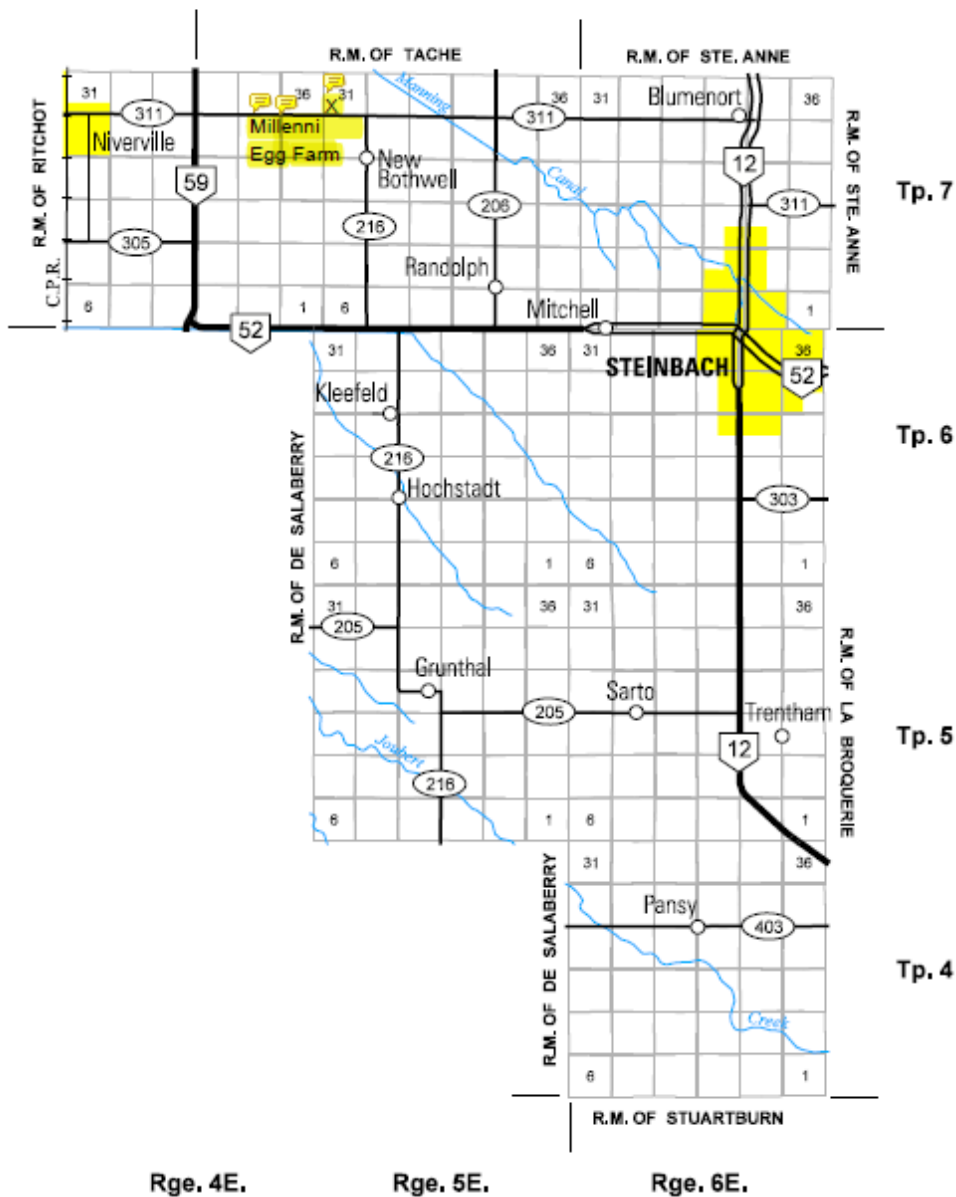 R.M. OF TACHE
R.M. OF STE. ANNE
31
36
31
36
31
36
Manning
Blumenort
311
X
311
R.M. OF RITCHOT
Millenni
Niverville
Egg Farm
New
Bothwell
Canal
12
R.M. OF STE. ANNE
Tp. 7
59
206
311
216
305
Randolph
C.P.R.
6
1
6
Mitchell
1
52
31
36
31
36
STEINBACH
52
Kleefeld
Tp. 6
216
R.M. OF DE SALABERRY
Hochstadt
303
6
1
6
1
31
36
31
36
205
R.M. OF LA BROQUERIE
Grunthal
Sarto
205
Trentham
Tp. 5
Joubert
12
216
6
1
6
1
31
36
R.M. OF DE SALABERRY
Pansy
403
Tp. 4
Creek
6
1
R.M. OF STUARTBURN
Rge. 4E.
Rge. 5E.
Rge. 6E.